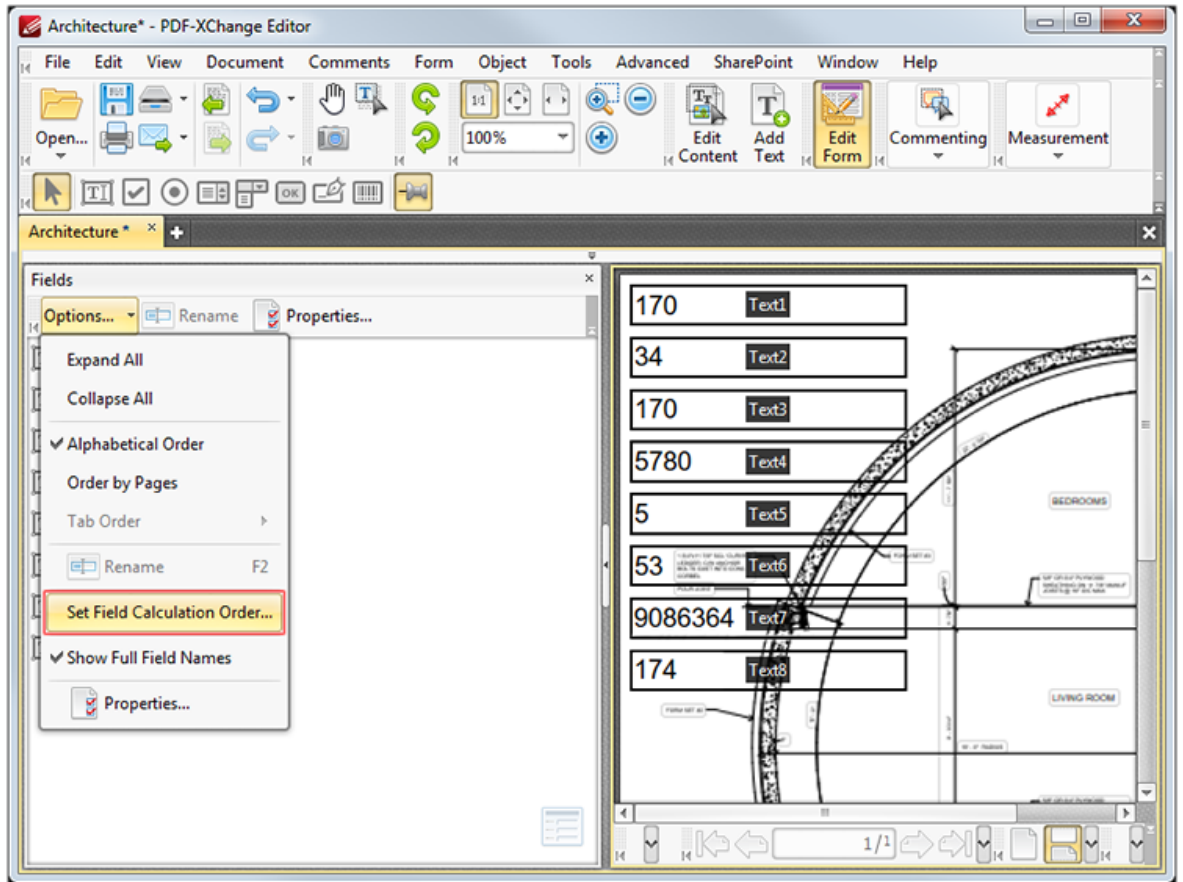 Architecture* - PDF-XChange Editor
File Edit View Document Comments Form Object Tools Advanced SharePoint Window Help
Open... 1:1 100% Edit Content Add Text Edit Form Commenting Measurement
OK
Architecture *
Fields
Options... Rename Properties...
Expand All
Collapse All
Alphabetical Order
Order by Pages
Tab Order
Rename F2
Set Field Calculation Order...
Show Full Field Names
Properties...
170 Text1
34 Text2
170 Text3
5780 Text4
5 Text5
53 Text6
9086364 Text7
174 Text8
BEDROOMS
LIVING ROOM
1/1